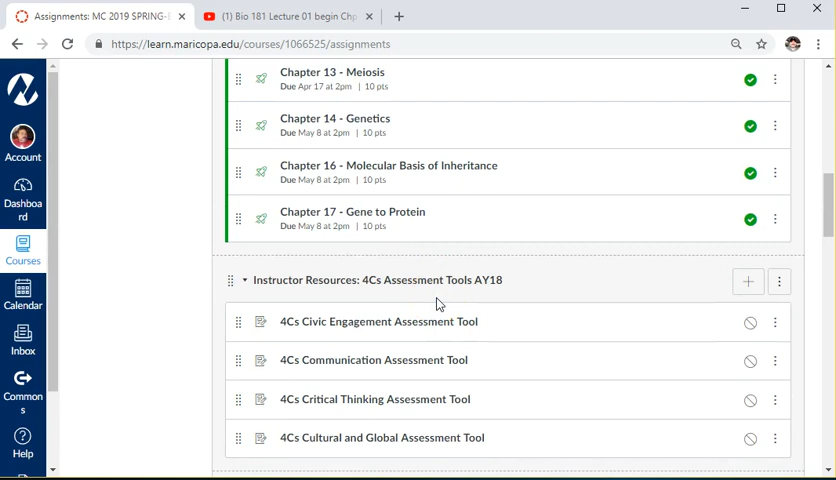 Assignments: MC 2019 SPRING-
(1) Bio 181 Lecture 01 begin Chp
https://learn.maricopa.edu/courses/1066525/assignments
Account
Dashboa
rd
Courses
Calendar
Inbox
Common
s
Help
Chapter 13 - Meiosis
Due Apr 17 at 2pm | 10 pts
Chapter 14 - Genetics
Due May 8 at 2pm | 10 pts
Chapter 16 - Molecular Basis of Inheritance
Due May 8 at 2pm | 10 pts
Chapter 17 - Gene to Protein
Due May 8 at 2pm | 10 pts
Instructor Resources: 4Cs Assessment Tools AY18
4Cs Civic Engagement Assessment Tool
4Cs Communication Assessment Tool
4Cs Critical Thinking Assessment Tool
4Cs Cultural and Global Assessment Tool